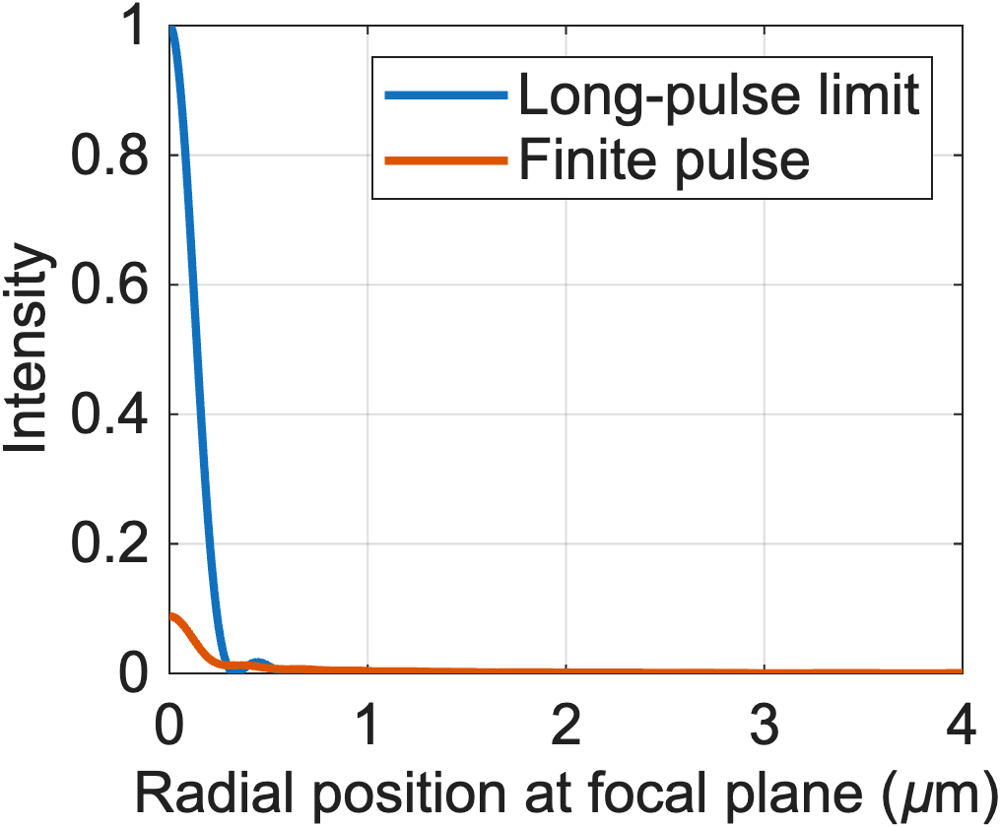 1
0.8
0.6
0.4
0.2
0
Intensity
Long-pulse limit
Finite pulse
0 1 2 3 4
Radial position at focal plane (µm)